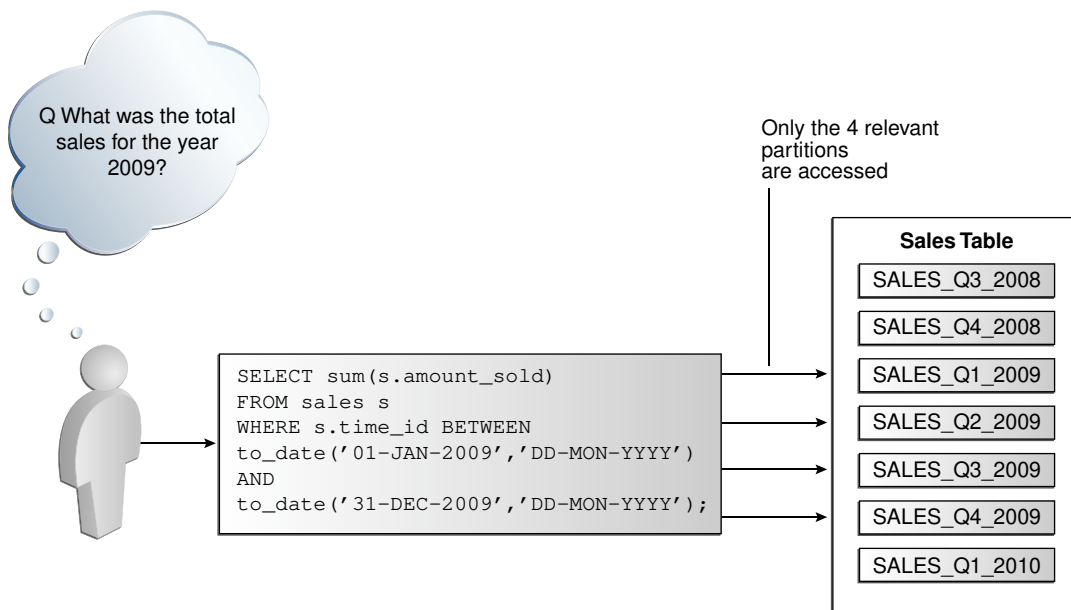 Q What was the total
sales for the year
2009?
Only the 4 relevant
partitions
are accessed
SELECT sum(s.amount_sold)
FROM sales s
WHERE s.time_id BETWEEN
to_date('01-JAN-2009','DD-MON-YYYY')
AND
to_date('31-DEC-2009','DD-MON-YYYY');
Sales Table
SALES_Q3_2008
SALES_Q4_2008
SALES_Q1_2009
SALES_Q2_2009
SALES_Q3_2009
SALES_Q4_2009
SALES_Q1_2010